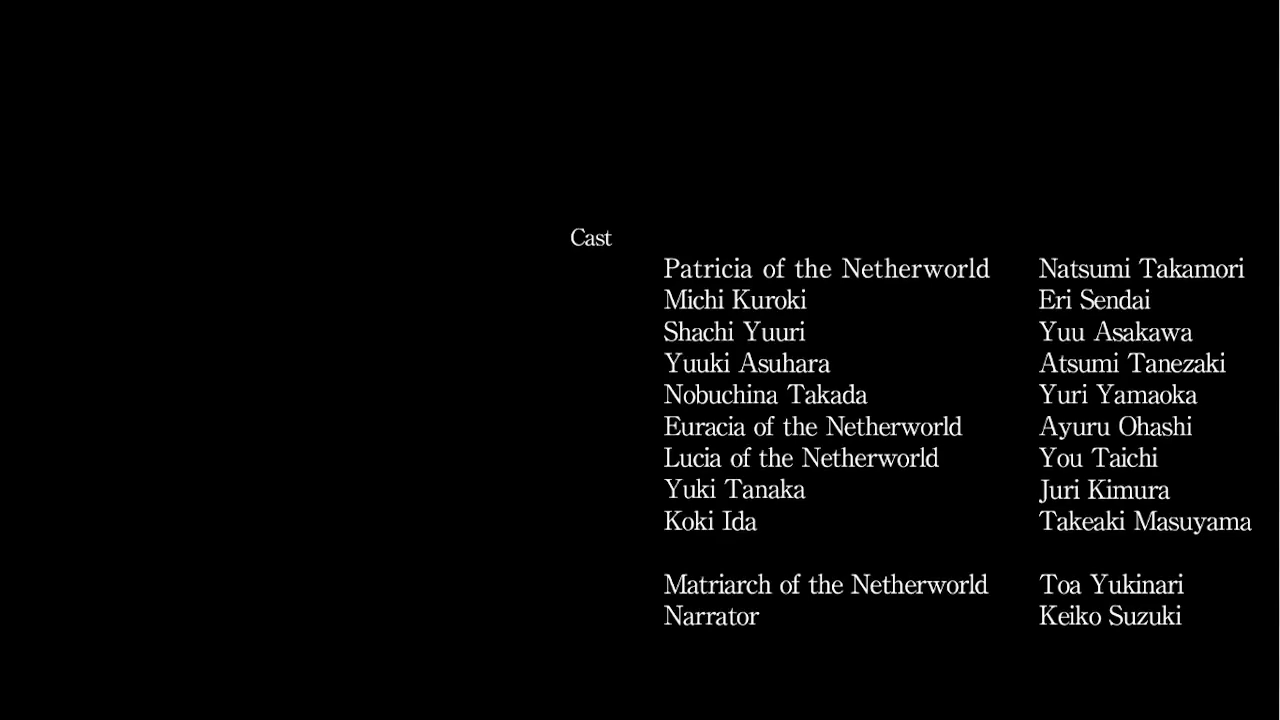 Cast
Patricia of the Netherworld Natsumi Takamori
Michi Kuroki Eri Sendai
Shachi Yuuri Yuu Asakawa
Yuuki Asuhara Atsumi Tanezaki
Nobuchina Takada Yuri Yamaoka
Euracia of the Netherworld Ayuru Ohashi
Lucia of the Netherworld You Taichi
Yuki Tanaka Juri Kimura
Koki Ida Takeaki Masuyama
Matriarch of the Netherworld Toa Yukinari
Narrator Keiko Suzuki